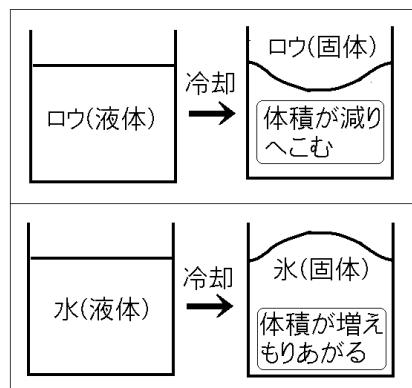 ロウ(液体)
冷却
ロウ(固体)
体積が減り
へこむ
水(液体)
冷却
氷(固体)
体積が増え
もりあがる